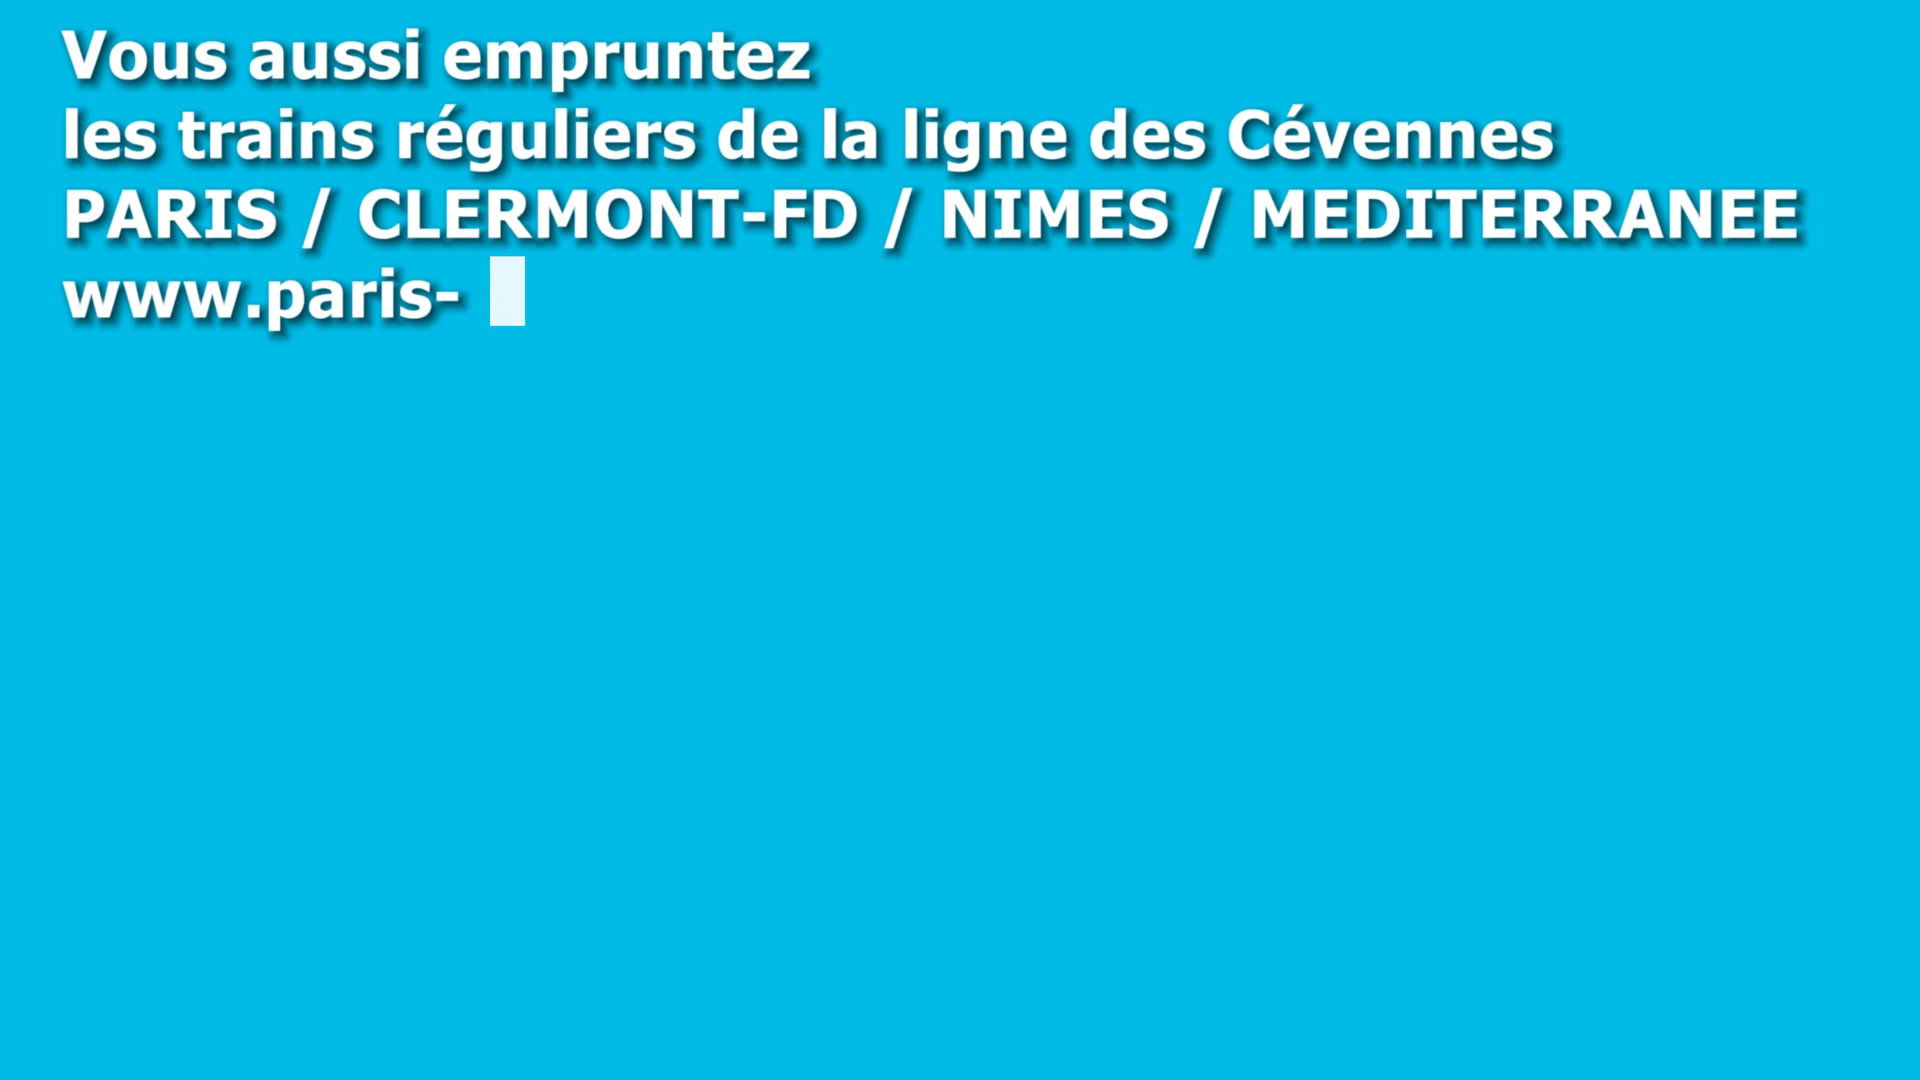 Vous aussi empruntez
les trains réguliers de la ligne des Cévennes
PARIS / CLERMONT-FD / NIMES / MEDITERRANEE
www.paris-